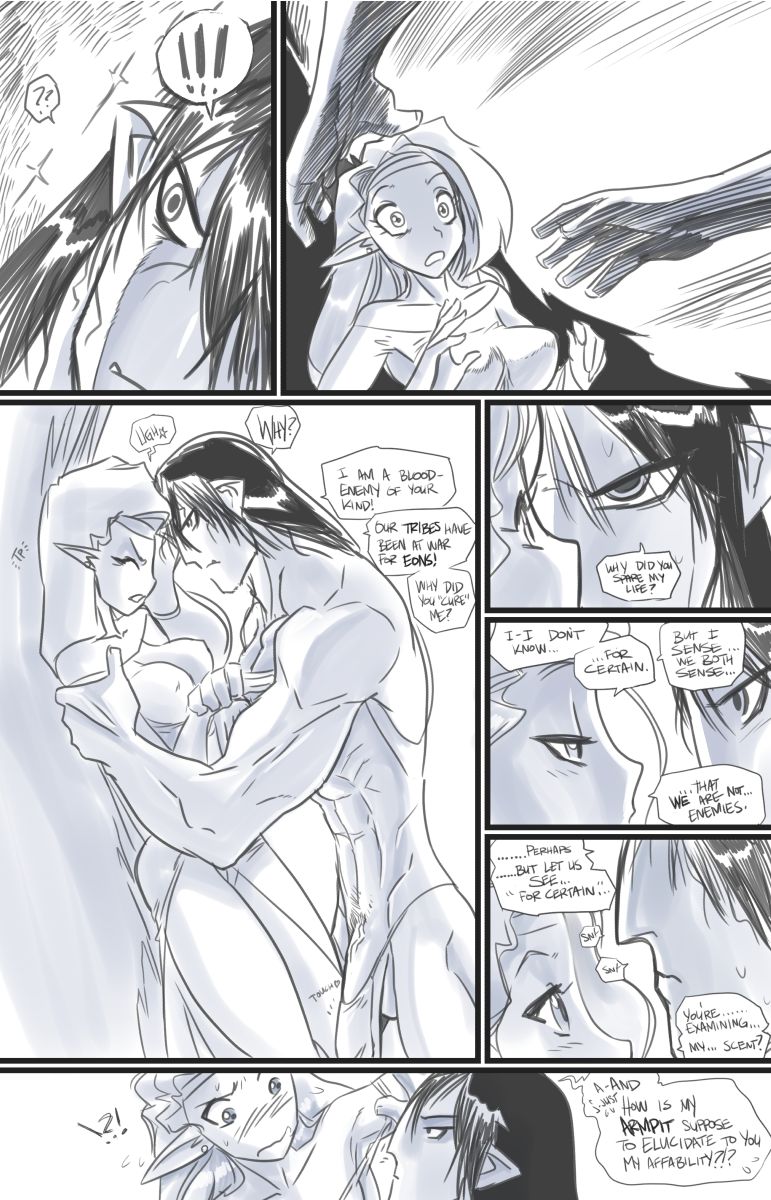 ??
!!!
UGH☆
WHY?
I AM A BLOOD-
ENEMY OF YOUR
KIND!
OUR TRIBES HAVE
BEEN AT WAR
FOR EONS!
WHY DID
YOU "CURE"
ME?
TOUCH
WHY DID YOU
SPARE MY
LIFE?
I-I DON'T
KNOW...
...FOR
CERTAIN.
BUT I
SENSE...
WE BOTH
SENSE...
...THAT
WE ARE NOT...
ENEMIES.
.......PERHAPS
......BUT LET US
SEE...
"FOR CERTAIN"...
SNF
SNF
YOU'RE......
EXAMINING...
MY... SCENT?
!?!
A-AND
JUST
HOW IS MY
ARMPIT SUPPOSE
TO ELUCIDATE TO YOU
MY AFFABILITY?!?